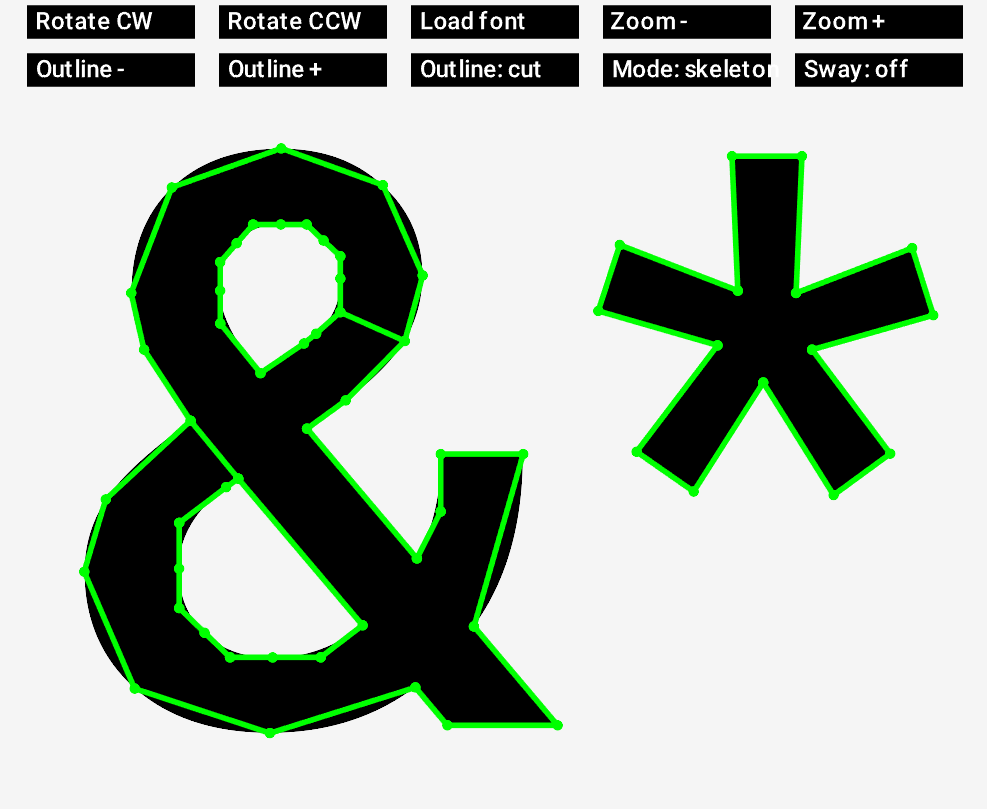 Rotate CW Rotate CCW Load font Zoom - Zoom +
Outline - Outline + Outline: cut Mode: skeleton Sway: off
& *